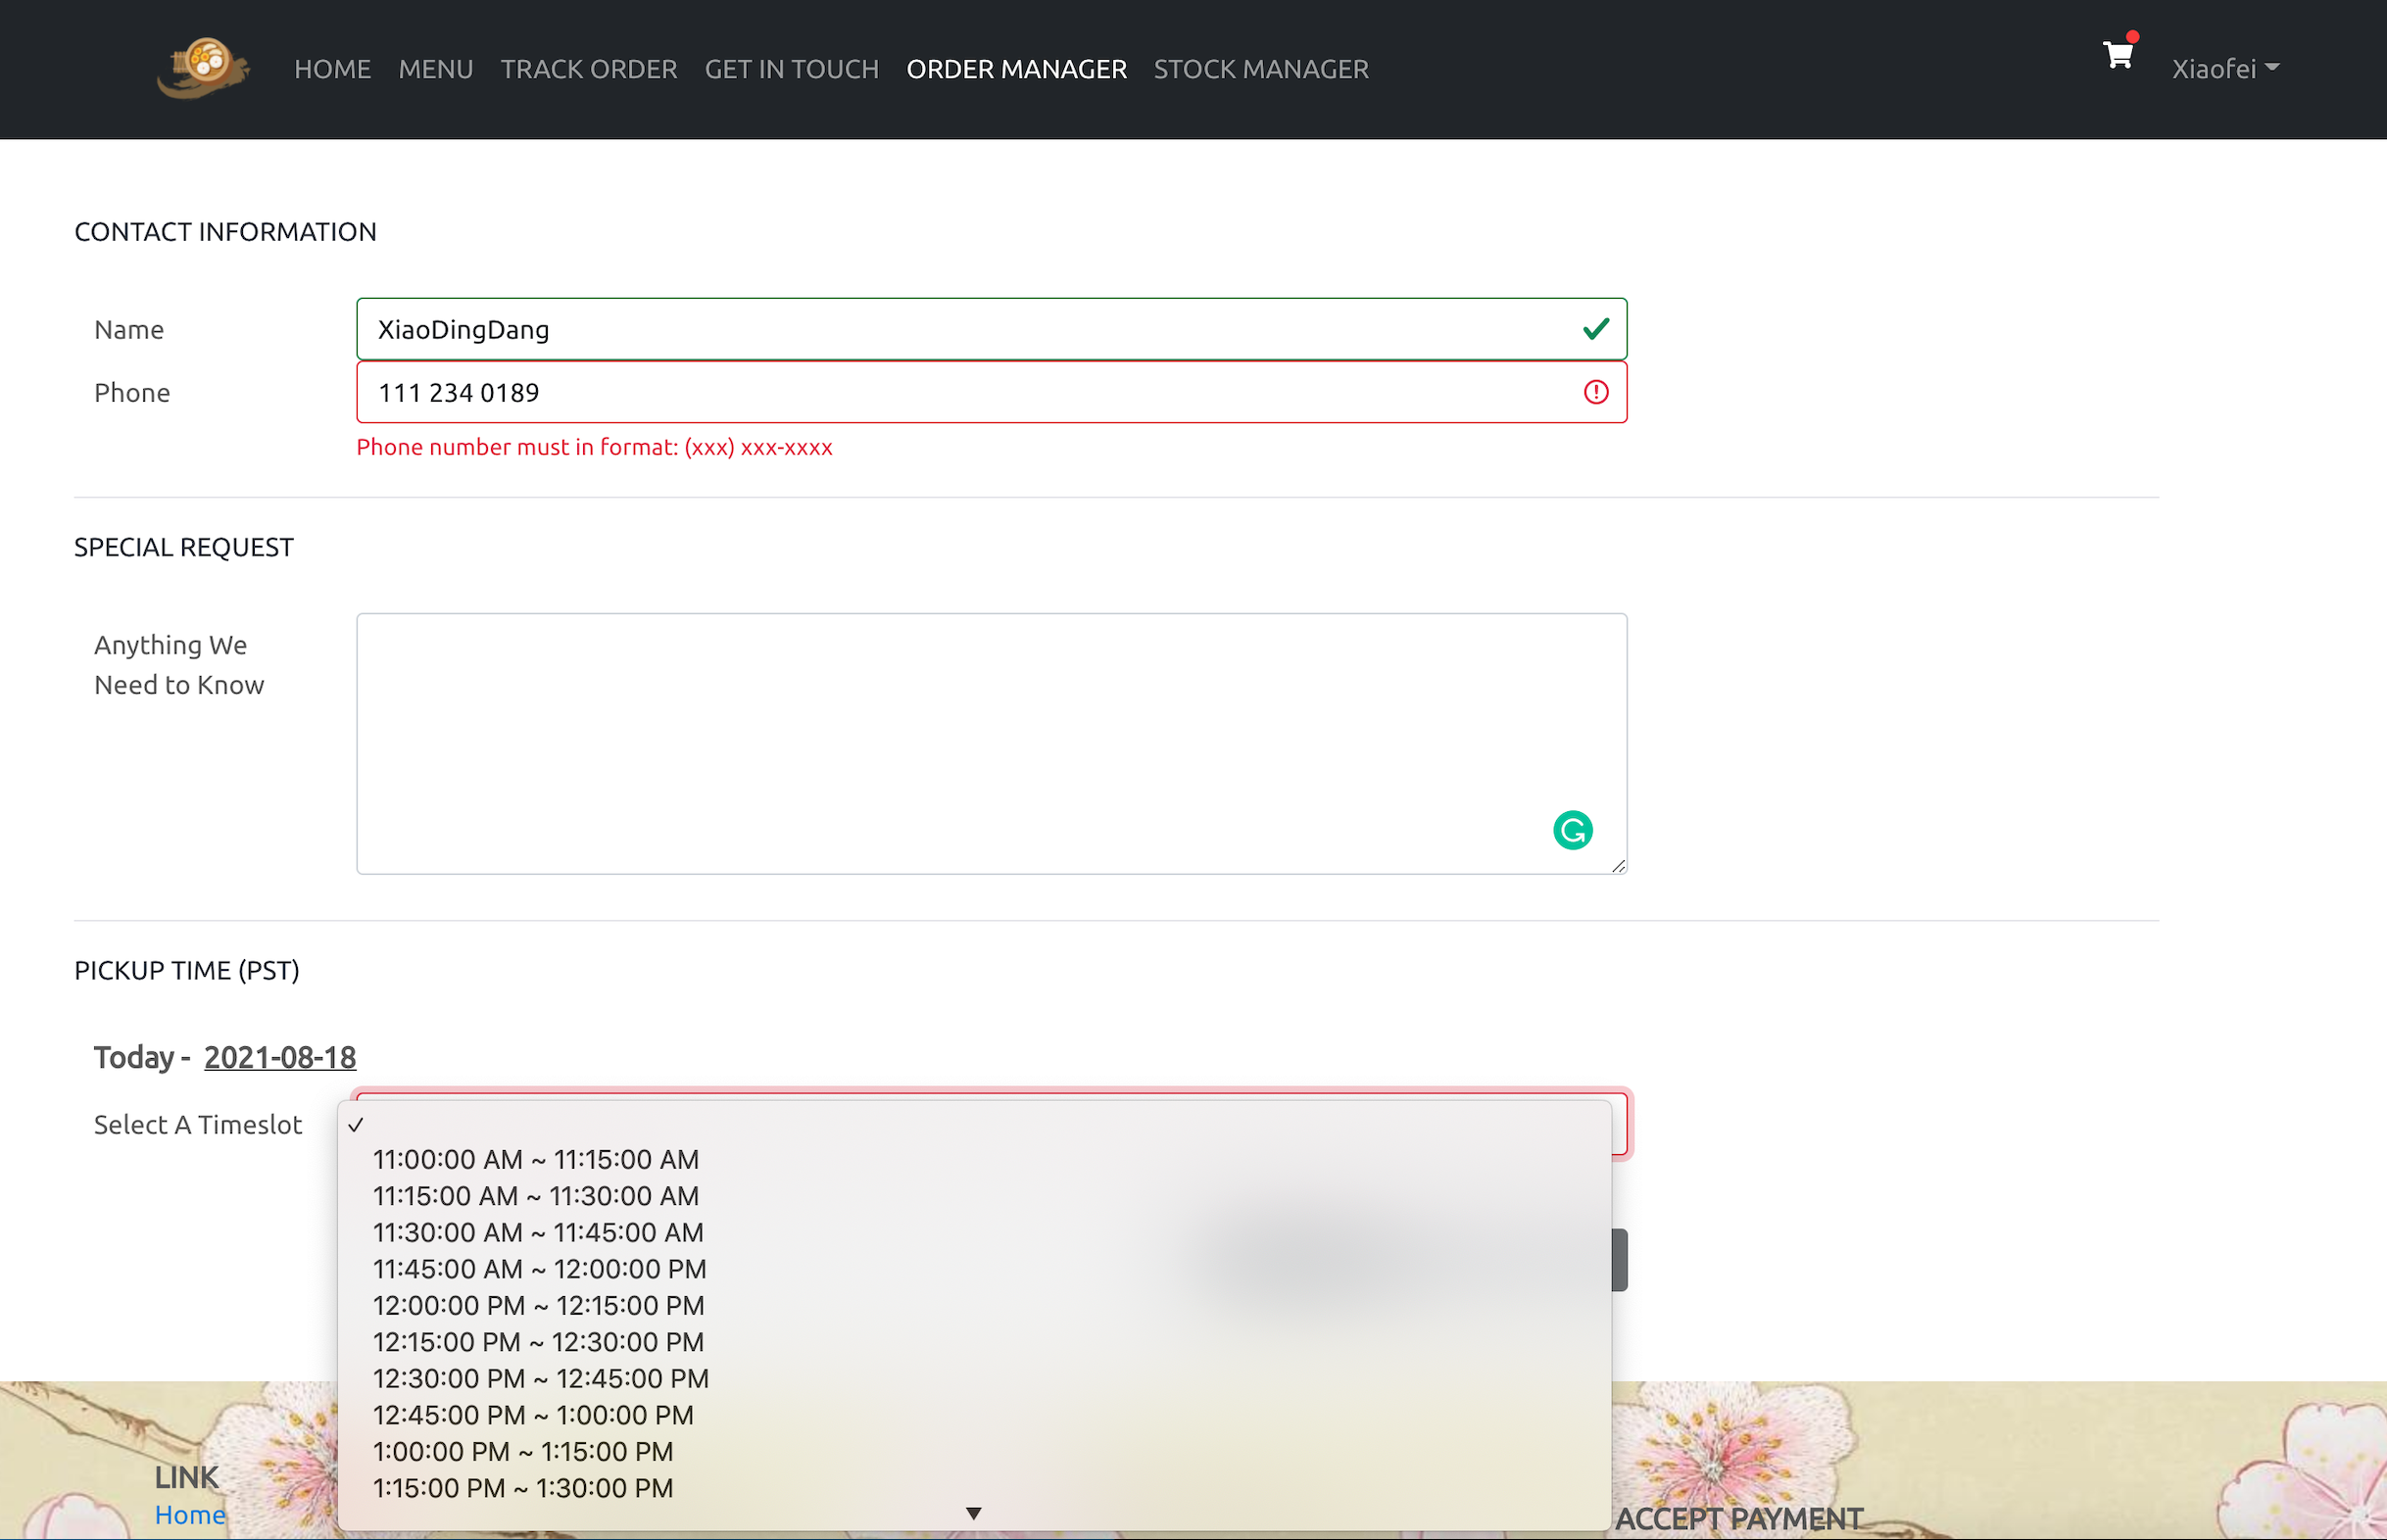 HOME MENU TRACK ORDER GET IN TOUCH ORDER MANAGER STOCK MANAGER Xiaofei
CONTACT INFORMATION
Name XiaoDingDang
Phone 111 234 0189
Phone number must in format: (xxx) xxx-xxxx
SPECIAL REQUEST
Anything We
Need to Know
PICKUP TIME (PST)
Today - 2021-08-18
Select A Timeslot
11:00:00 AM ~ 11:15:00 AM
11:15:00 AM ~ 11:30:00 AM
11:30:00 AM ~ 11:45:00 AM
11:45:00 AM ~ 12:00:00 PM
12:00:00 PM ~ 12:15:00 PM
12:15:00 PM ~ 12:30:00 PM
12:30:00 PM ~ 12:45:00 PM
12:45:00 PM ~ 1:00:00 PM
1:00:00 PM ~ 1:15:00 PM
1:15:00 PM ~ 1:30:00 PM
LINK
Home
ACCEPT PAYMENT